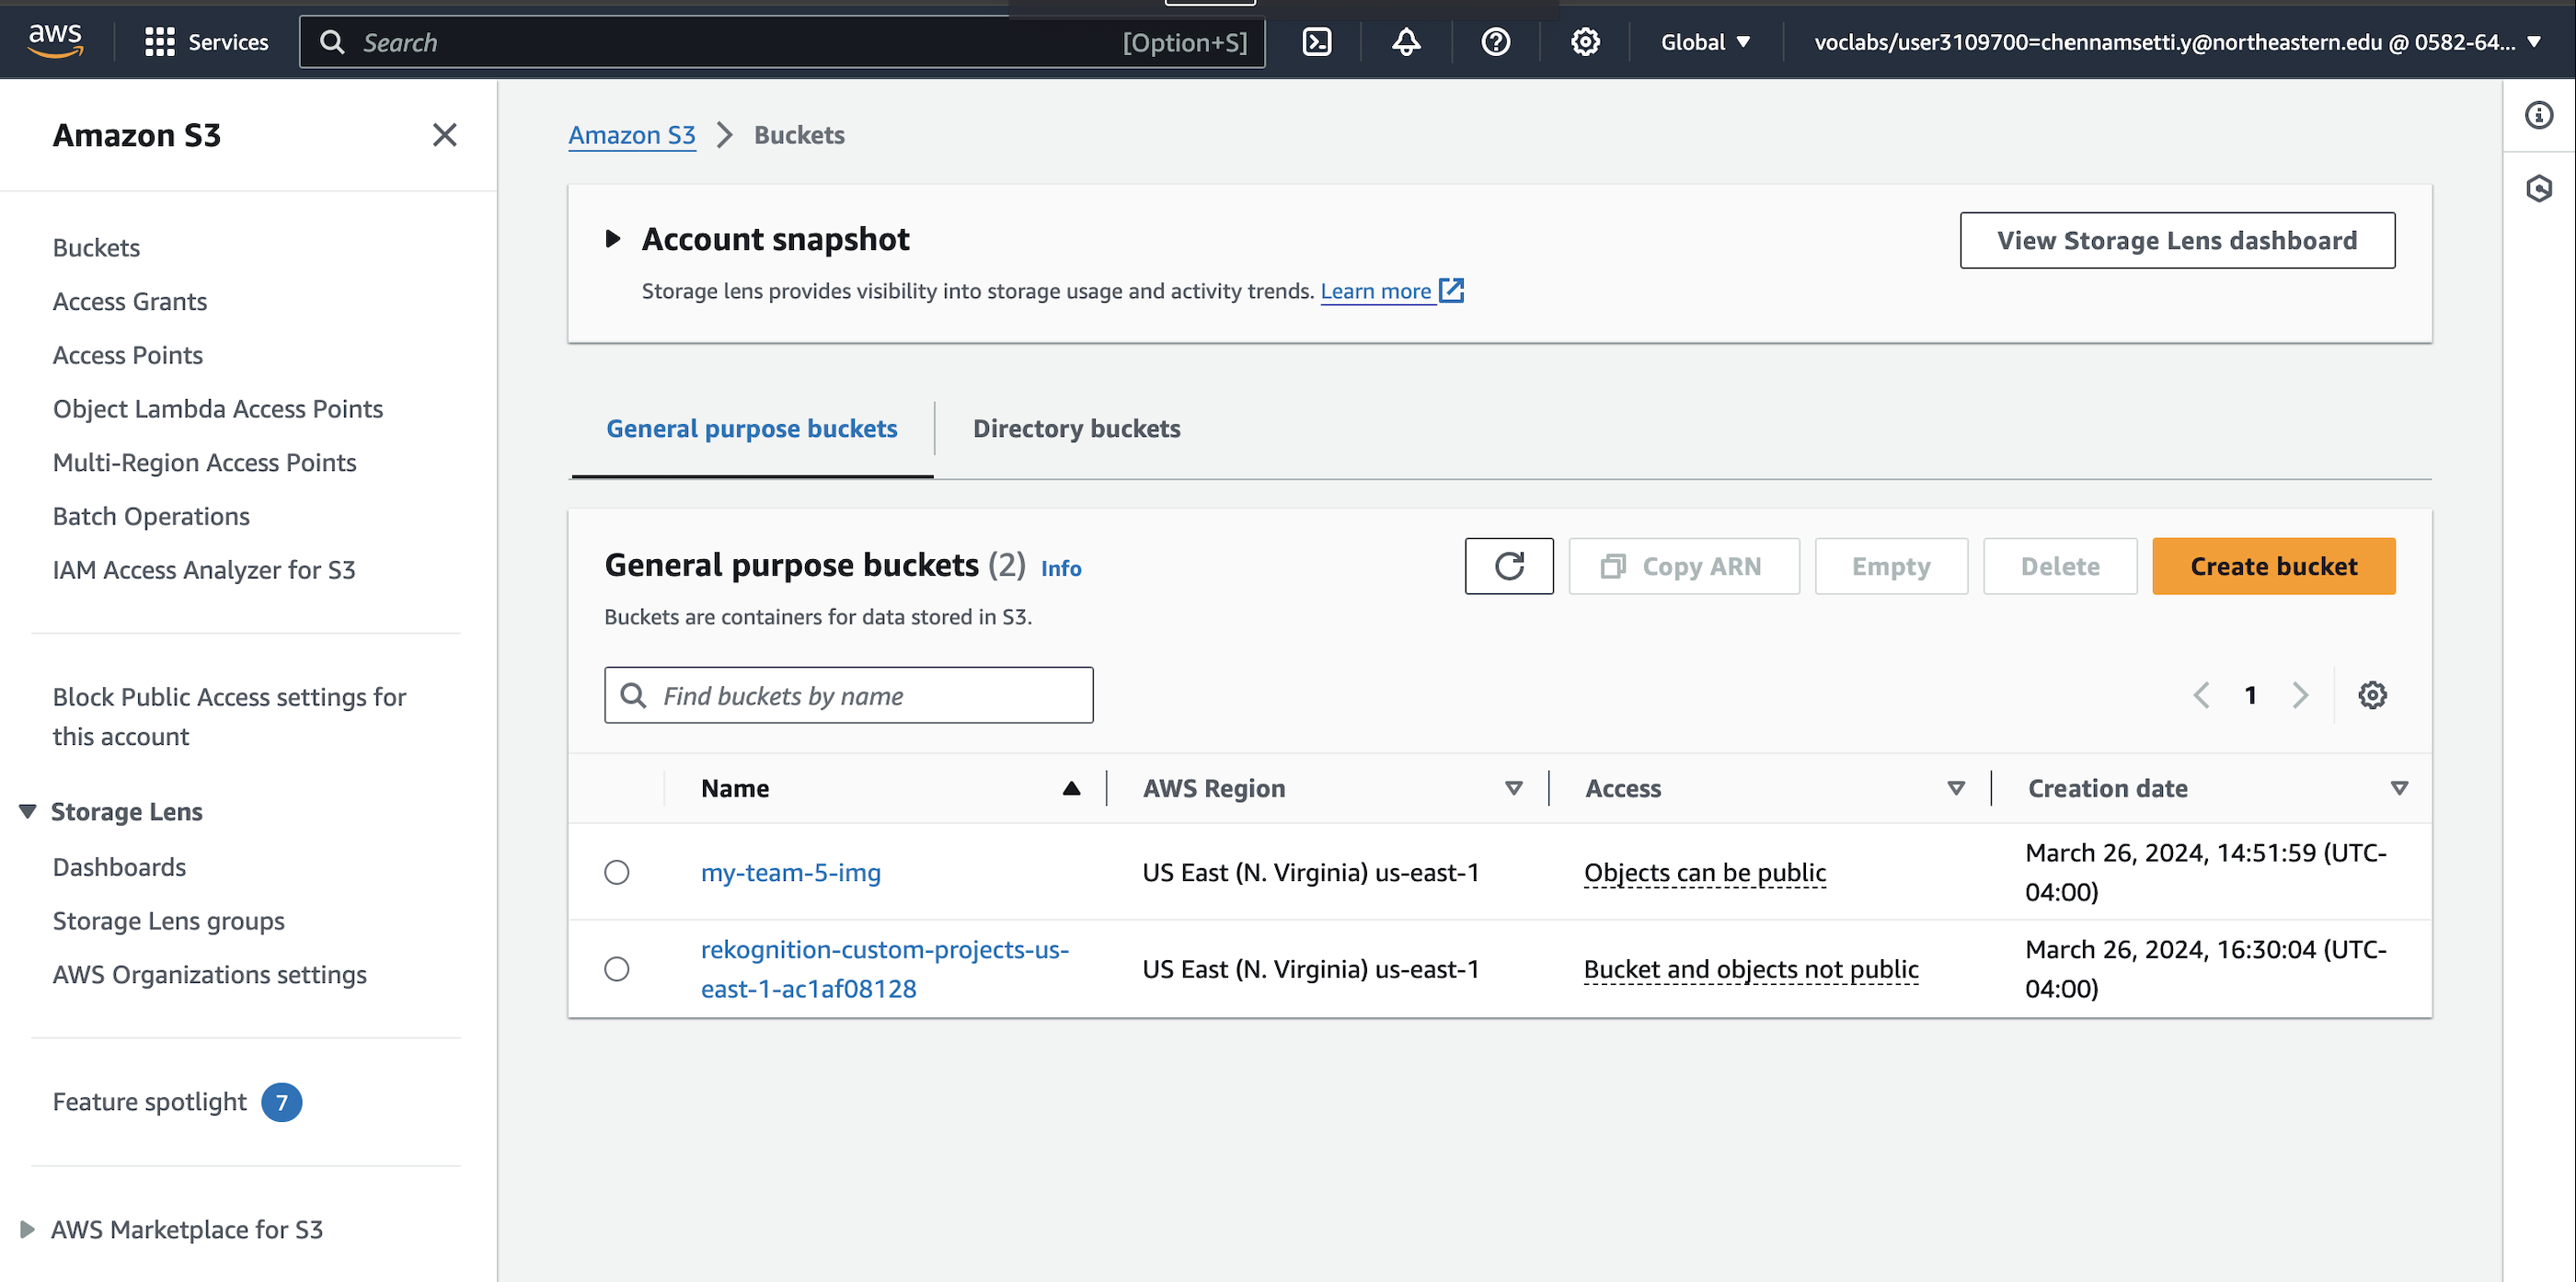 aws
Services
Search [Option+S]
Global
voclabs/user3109700=chennamsetti.y@northeastern.edu @ 0582-64...
Amazon S3
Buckets
Access Grants
Access Points
Object Lambda Access Points
Multi-Region Access Points
Batch Operations
IAM Access Analyzer for S3
Block Public Access settings for
this account
Storage Lens
Dashboards
Storage Lens groups
AWS Organizations settings
Feature spotlight 7
AWS Marketplace for S3
Amazon S3 > Buckets
Account snapshot
View Storage Lens dashboard
Storage lens provides visibility into storage usage and activity trends. Learn more
General purpose buckets
Directory buckets
General purpose buckets (2) Info
Copy ARN
Empty
Delete
Create bucket
Buckets are containers for data stored in S3.
Find buckets by name
1
Name AWS Region Access Creation date
my-team-5-img US East (N. Virginia) us-east-1 Objects can be public March 26, 2024, 14:51:59 (UTC-
04:00)
rekognition-custom-projects-us-
east-1-ac1af08128 US East (N. Virginia) us-east-1 Bucket and objects not public March 26, 2024, 16:30:04 (UTC-
04:00)